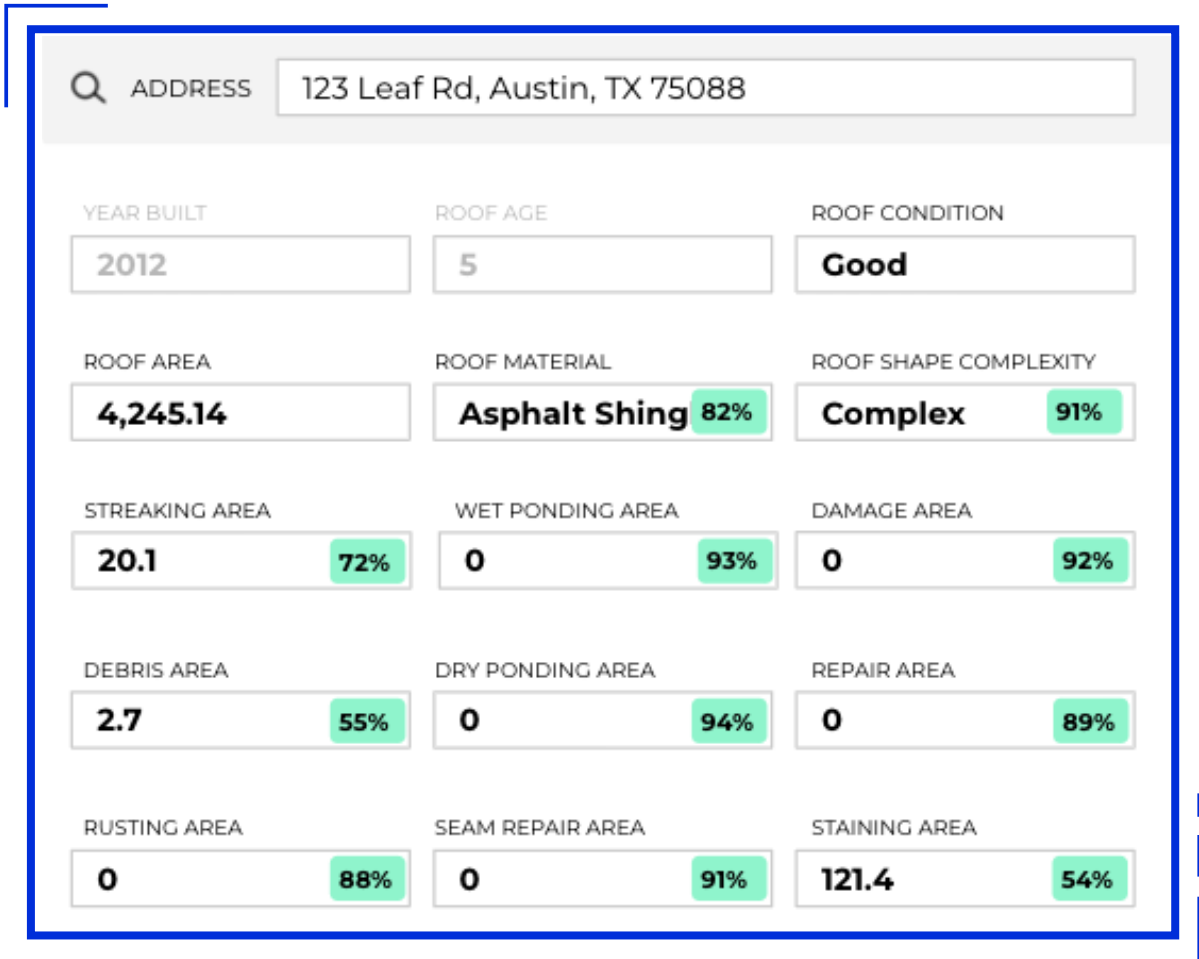 ADDRESS 123 Leaf Rd, Austin, TX 75088
YEAR BUILT ROOF AGE ROOF CONDITION
2012 5 Good
ROOF AREA ROOF MATERIAL ROOF SHAPE COMPLEXITY
4,245.14 Asphalt Shing 82% Complex 91%
STREAKING AREA WET PONDING AREA DAMAGE AREA
20.1 72% 0 93% 0 92%
DEBRIS AREA DRY PONDING AREA REPAIR AREA
2.7 55% 0 94% 0 89%
RUSTING AREA SEAM REPAIR AREA STAINING AREA
0 88% 0 91% 121.4 54%